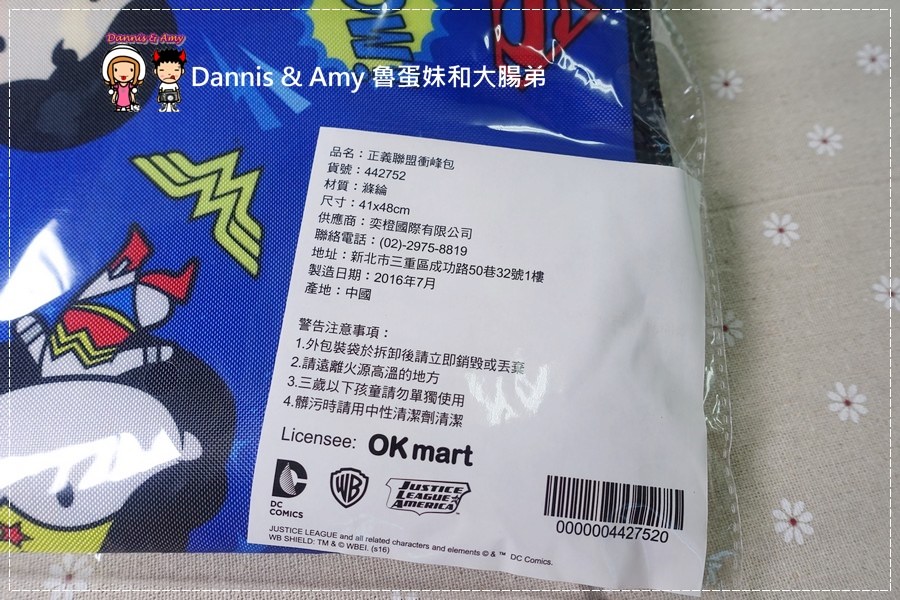 Dannis & Amy
Dannis & Amy 魯蛋妹和大腸弟
品名：正義聯盟衝峰包
貨號：442752
材質：滌綸
尺寸：41x48cm
供應商：奕橙國際有限公司
聯絡電話：(02)-2975-8819
地址：新北市三重區成功路50巷32號1樓
製造日期：2016年7月
產地：中國
警告注意事項：
1.外包裝袋於拆卸後請立即銷毀或丟棄
2.請遠離火源高溫的地方
3.三歲以下孩童請勿單獨使用
4.髒污時請用中性清潔劑清潔
Licensee: OK mart
DC
COMICS
WB
JUSTICE
LEAGUE
AMERICA
0000004427520
JUSTICE LEAGUE and all related characters and elements © & ™ DC Comics.
WB SHIELD: TM & © WBEI. (s16)